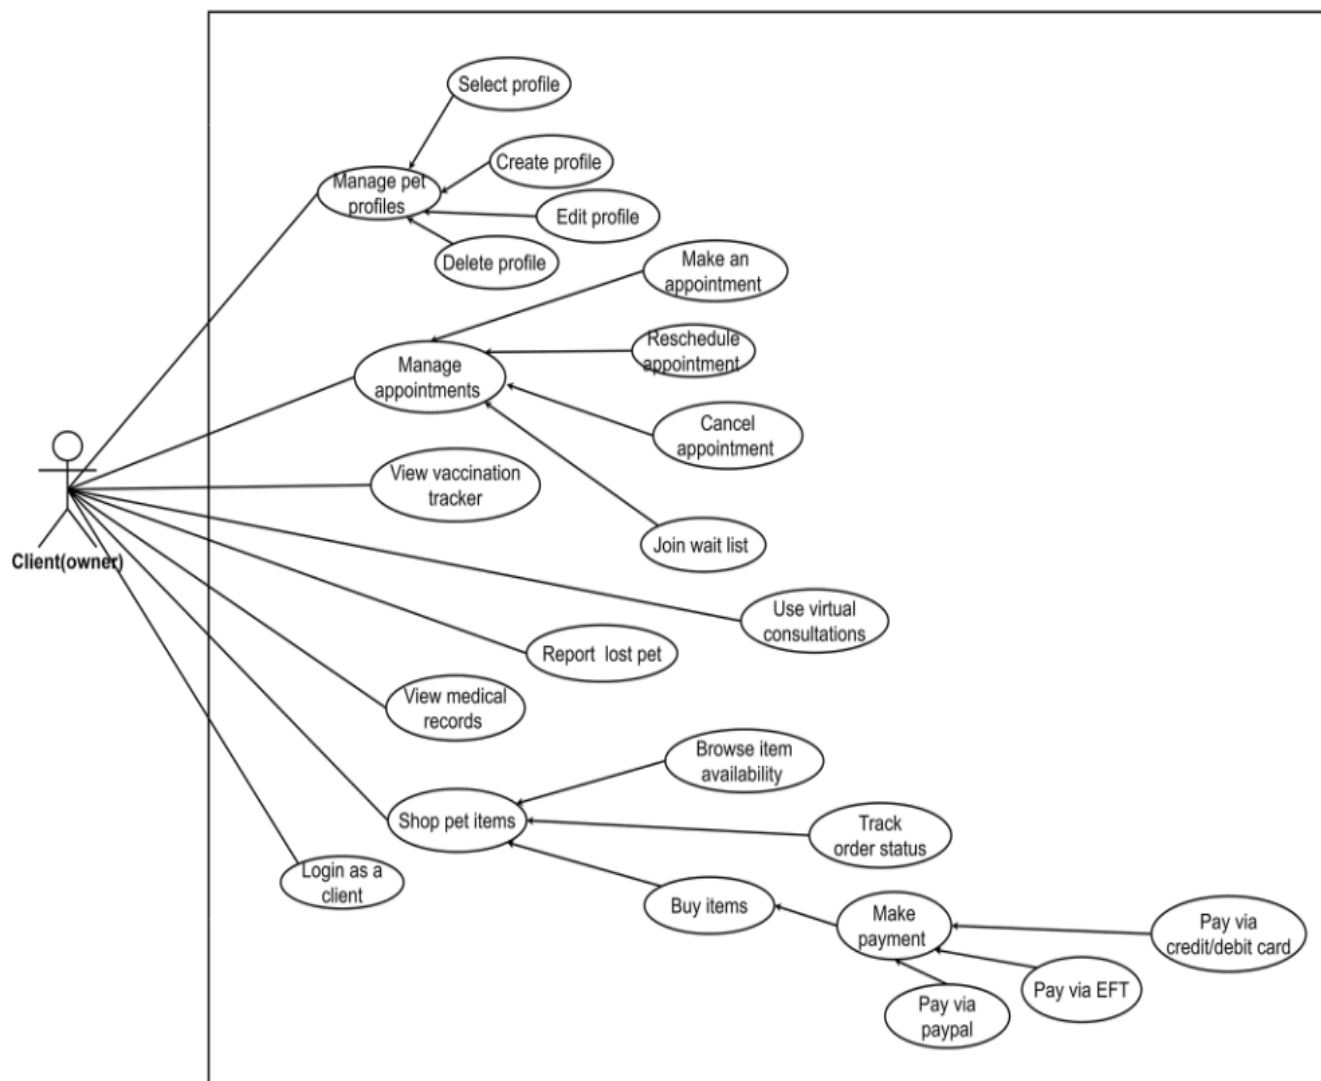 Select profile
Create profile
Manage pet
profiles
Edit profile
Delete profile
Make an
appointment
Reschedule
appointment
Manage
appointments
Cancel
appointment
View vaccination
tracker
Join wait list
Client(owner)
Use virtual
consultations
Report lost pet
View medical
records
Browse item
availability
Shop pet items
Track
order status
Login as a
client
Buy items
Make
payment
Pay via
credit/debit card
Pay via EFT
Pay via
paypal